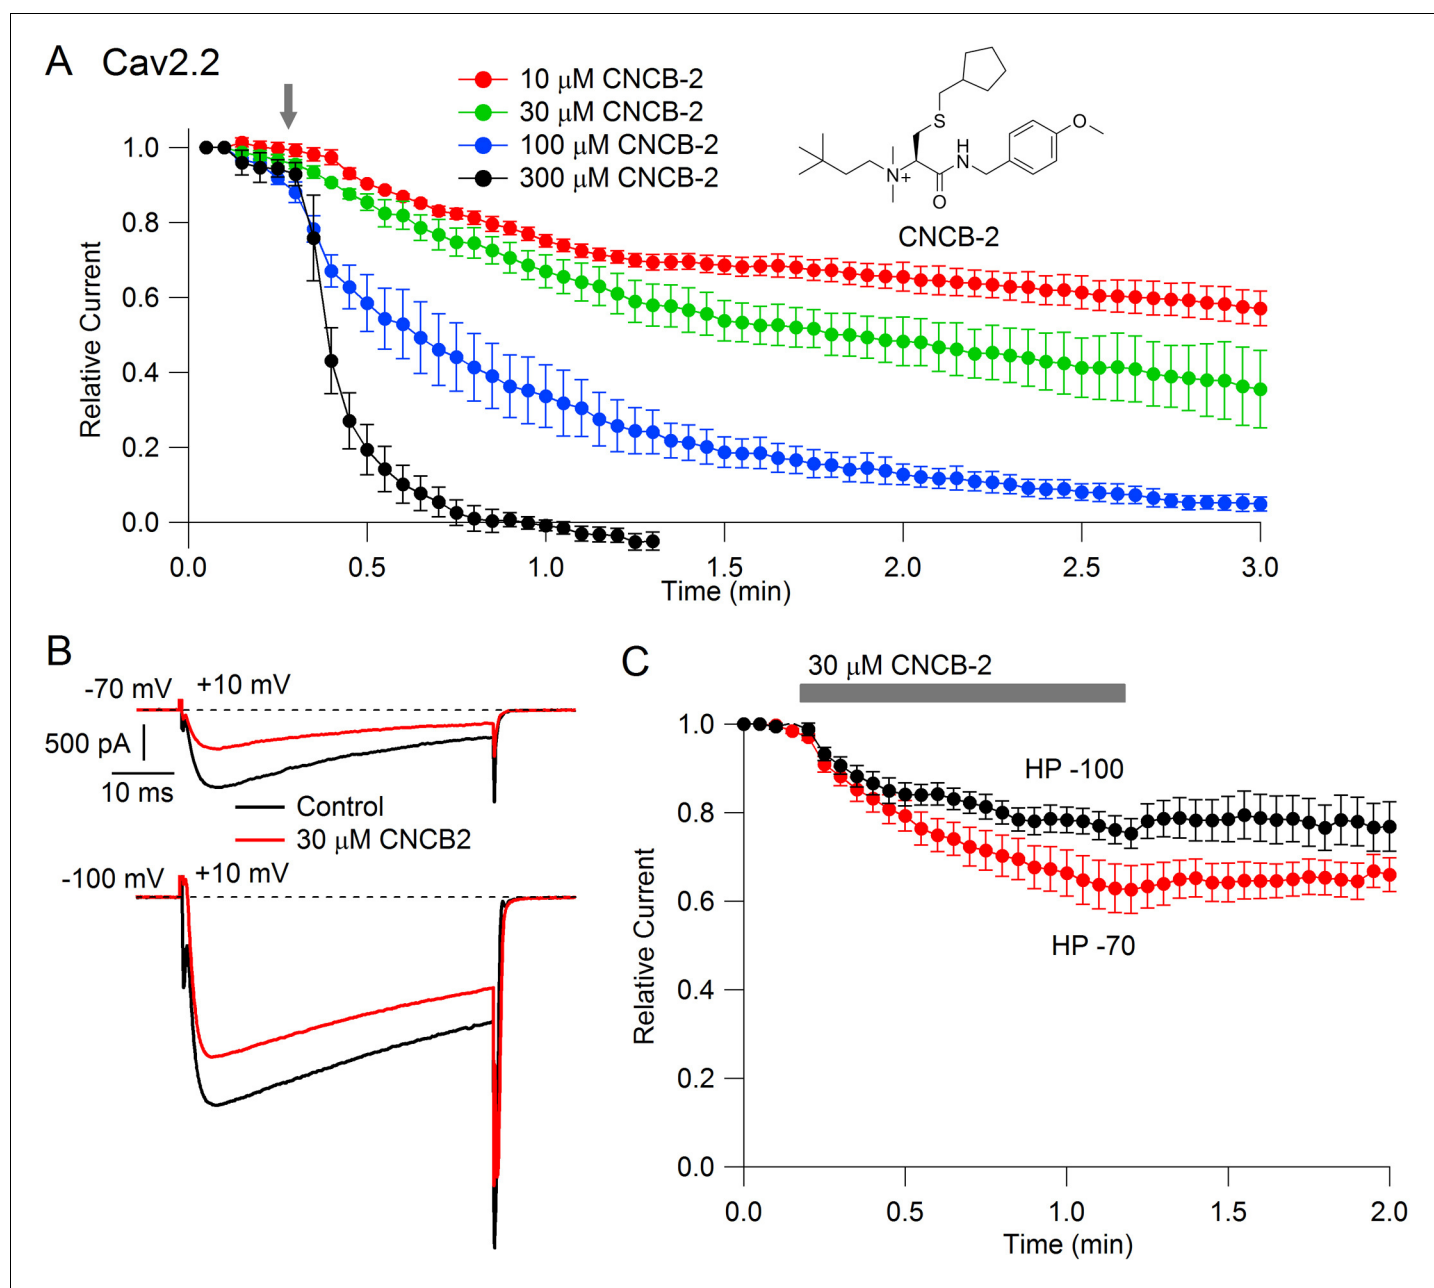 A Cav2.2
10 μM CNCB-2
30 μM CNCB-2
100 μM CNCB-2
300 μM CNCB-2
S
O
H
N
N+
O
CNCB-2
Relative Current
1.0
0.8
0.6
0.4
0.2
0.0
0.0 0.5 1.0 1.5 2.0 2.5 3.0
Time (min)
B
-70 mV +10 mV
500 pA
10 ms
Control
30 μM CNCB2
-100 mV +10 mV
C
30 μM CNCB-2
HP -100
HP -70
Relative Current
1.0
0.8
0.6
0.4
0.2
0.0
0.0 0.5 1.0 1.5 2.0
Time (min)